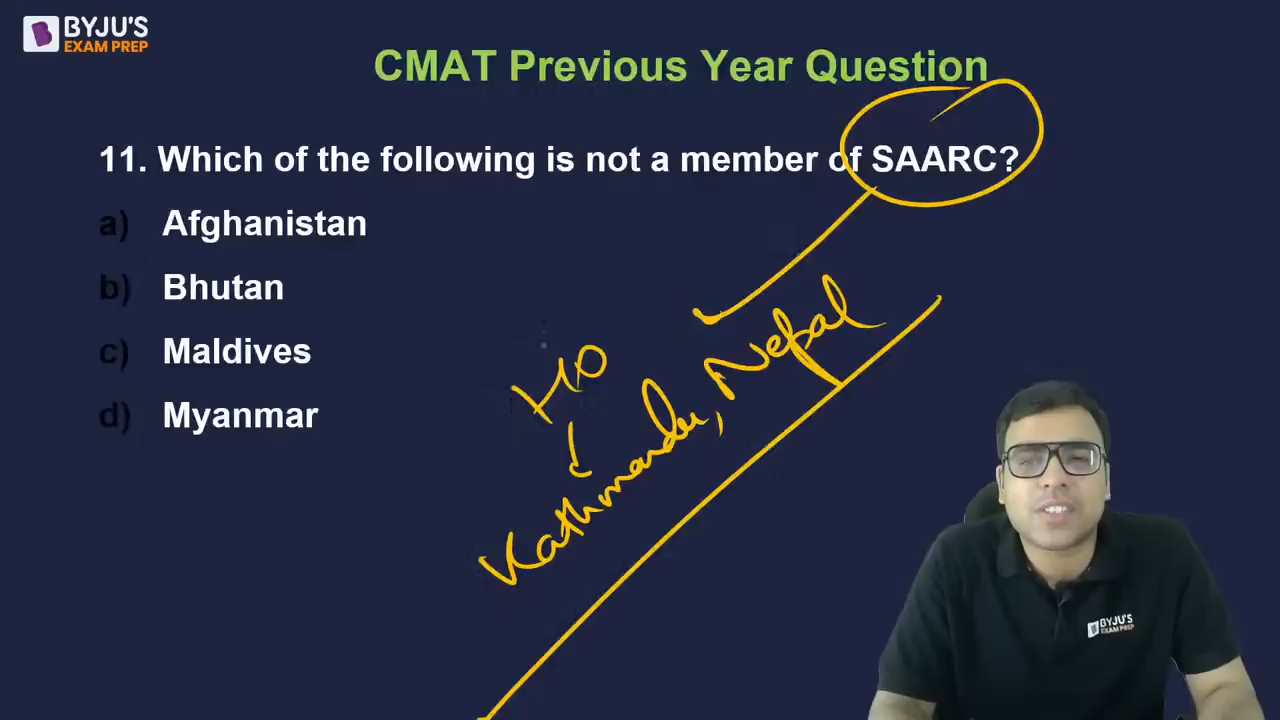 BYJU'S
EXAM PREP
CMAT Previous Year Question
11. Which of the following is not a member of SAARC?
a) Afghanistan
b) Bhutan
c) Maldives
d) Myanmar
HO
Kathmandu, Nepal
BYJU'S
EXAM PREP